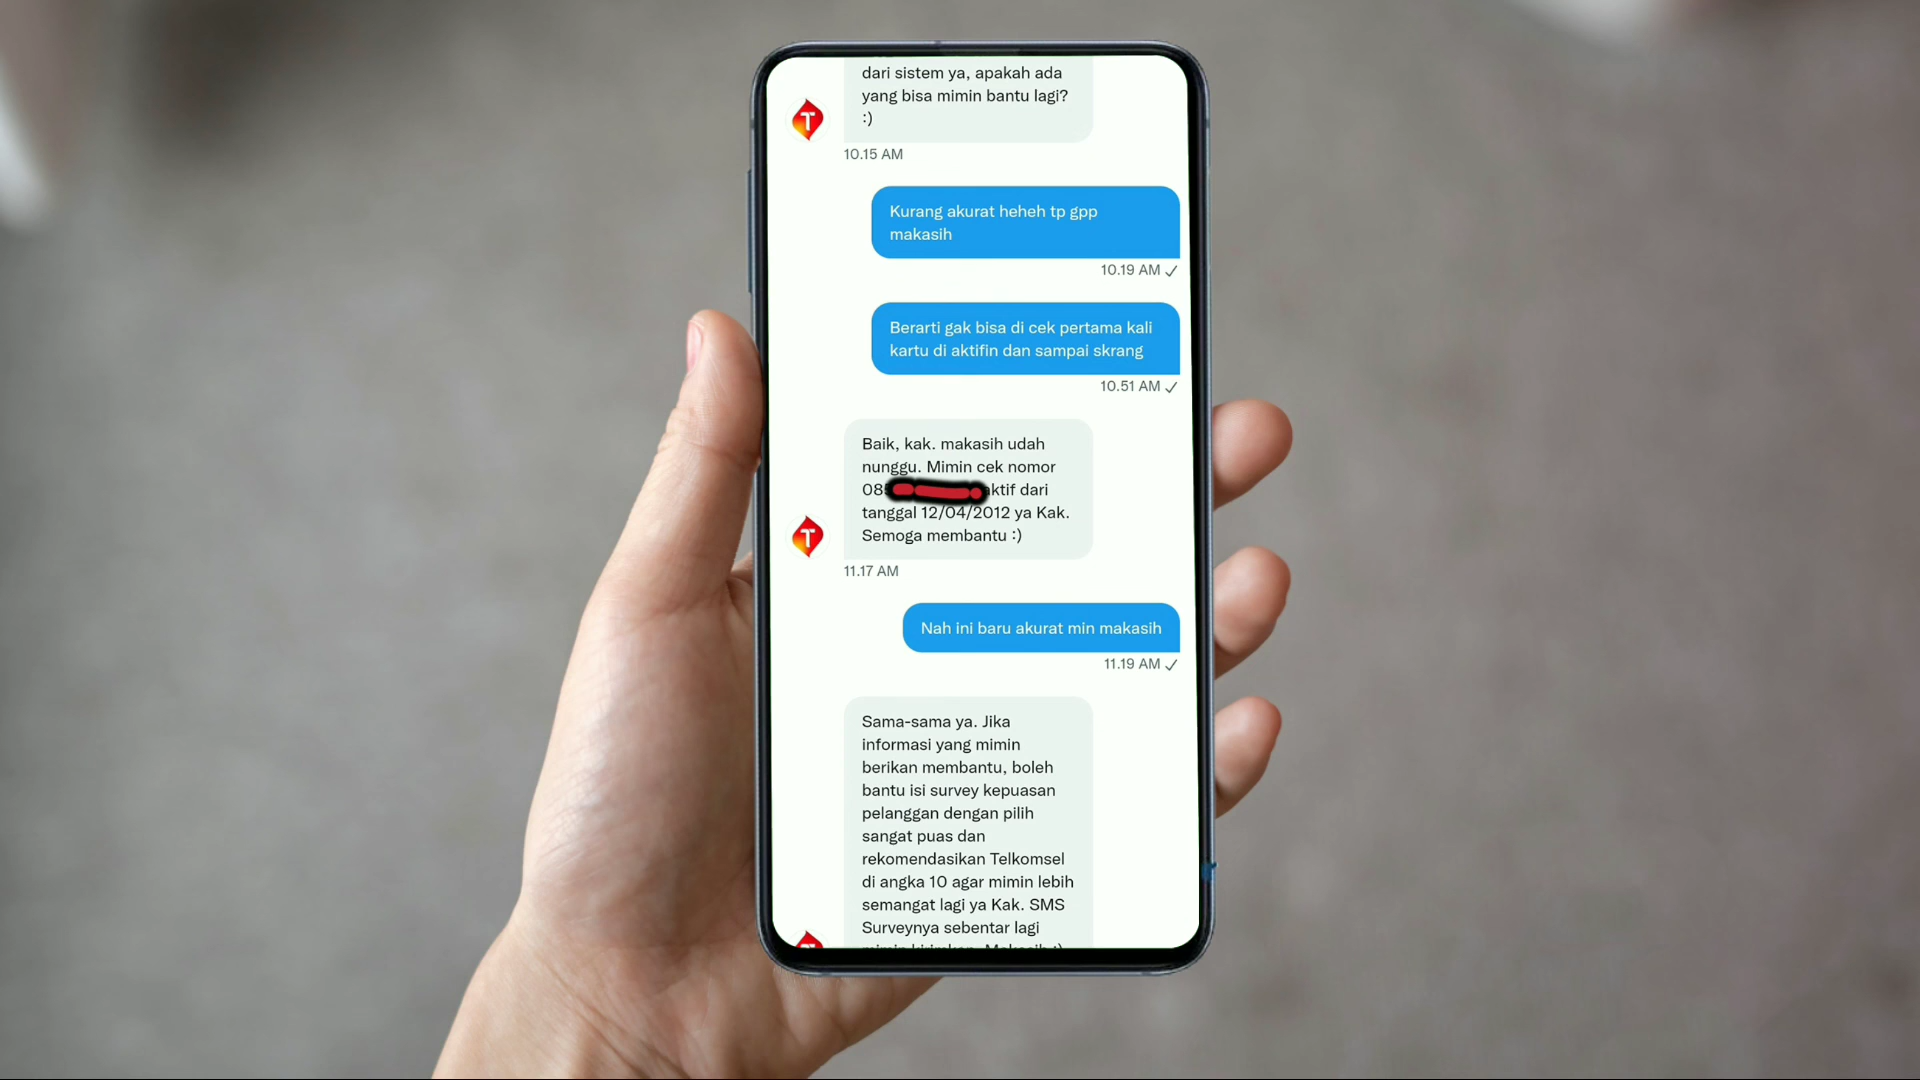 dari sistem ya, apakah ada
yang bisa mimin bantu lagi?
:)
10.15 AM
Kurang akurat heheh tp gpp
makasih
10.19 AM
Berarti gak bisa di cek pertama kali
kartu di aktifin dan sampai skrang
10.51 AM
Baik, kak. makasih udah
nunggu. Mimin cek nomor
085 aktif dari
tanggal 12/04/2012 ya Kak.
Semoga membantu :)
11.17 AM
Nah ini baru akurat min makasih
11.19 AM
Sama-sama ya. Jika
informasi yang mimin
berikan membantu, boleh
bantu isi survey kepuasan
pelanggan dengan pilih
sangat puas dan
rekomendasikan Telkomsel
di angka 10 agar mimin lebih
semangat lagi ya Kak. SMS
Surveynya sebentar lagi
mimin kirimkan. Makasih :)